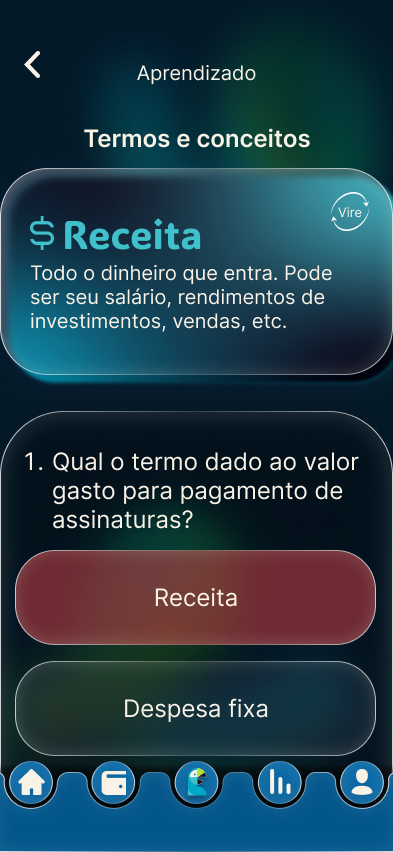 Aprendizado
Termos e conceitos
Vire
$ Receita
Todo o dinheiro que entra. Pode
ser seu salário, rendimentos de
investimentos, vendas, etc.
1. Qual o termo dado ao valor
gasto para pagamento de
assinaturas?
Receita
Despesa fixa